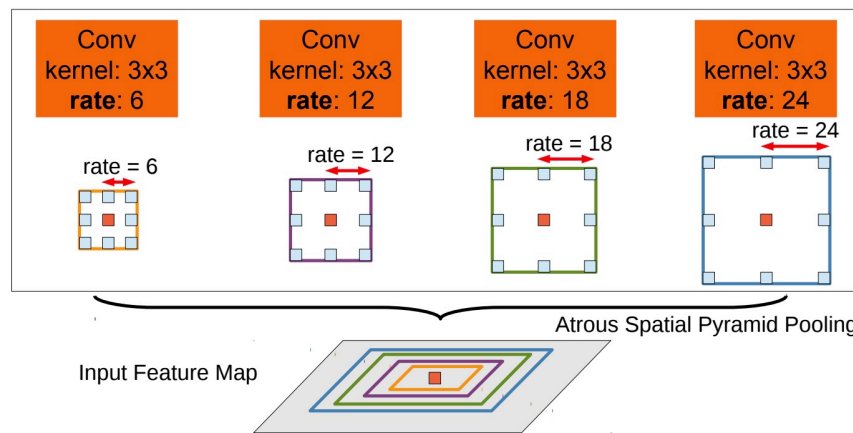 Conv
kernel: 3x3
rate: 6
Conv
kernel: 3x3
rate: 12
Conv
kernel: 3x3
rate: 18
Conv
kernel: 3x3
rate: 24
rate = 6
rate = 12
rate = 18
rate = 24
Atrous Spatial Pyramid Pooling
Input Feature Map